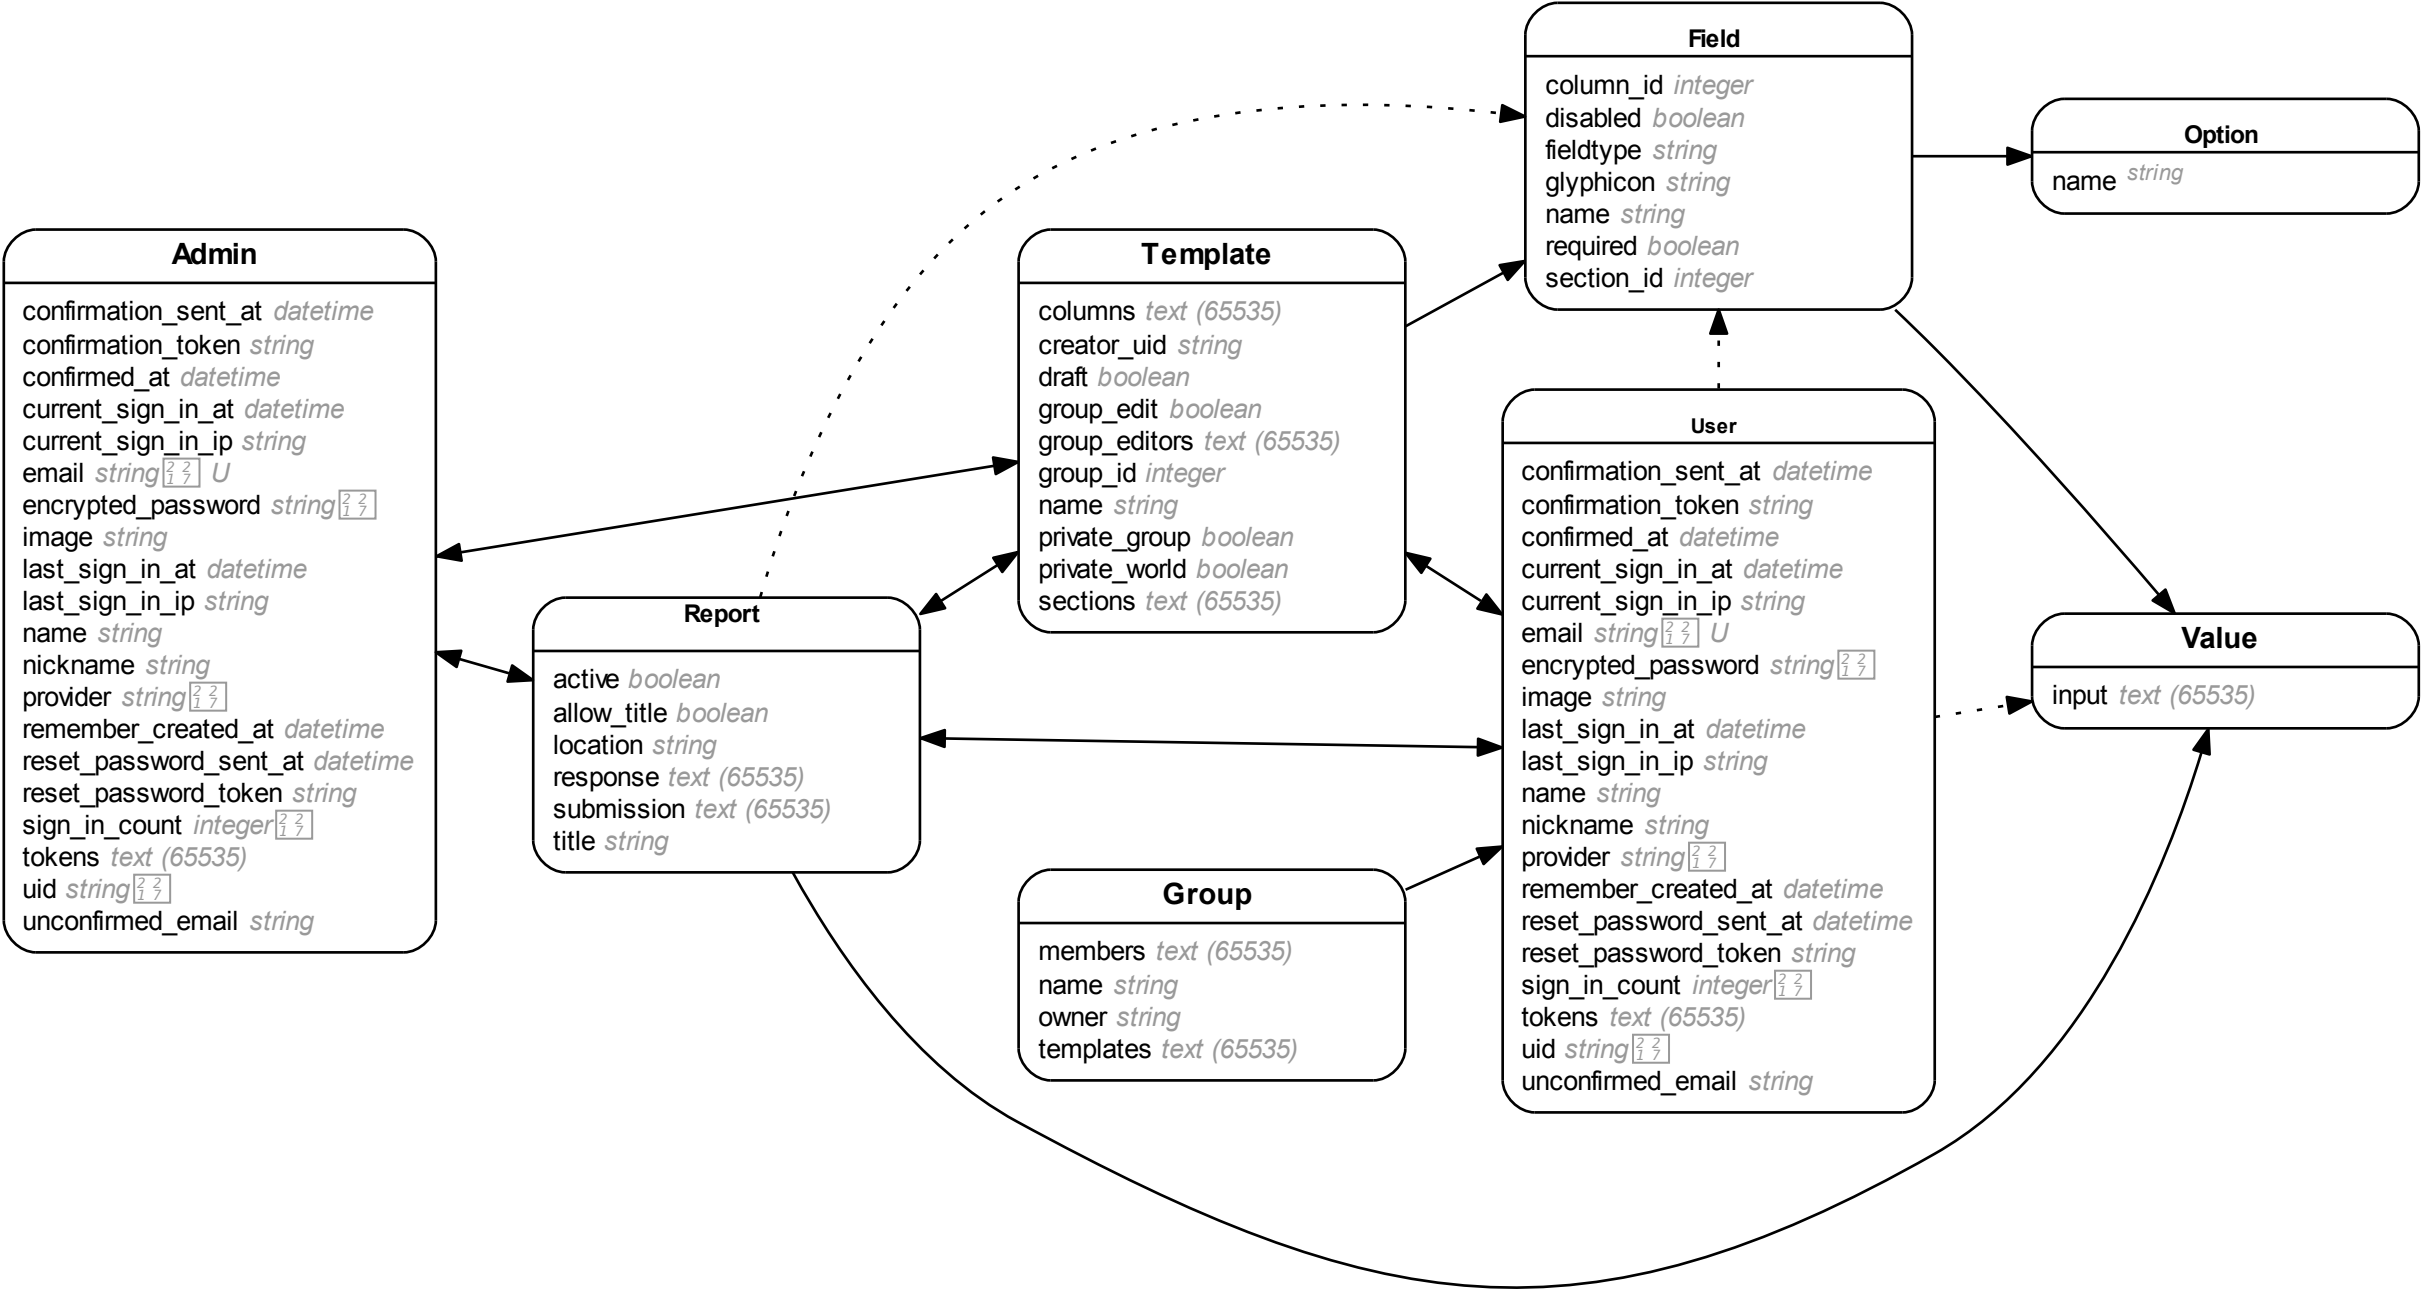 Admin
confirmation_sent_at datetime
confirmation_token string
confirmed_at datetime
current_sign_in_at datetime
current_sign_in_ip string
email string∗ U
encrypted_password string∗
image string
last_sign_in_at datetime
last_sign_in_ip string
name string
nickname string
provider string∗
remember_created_at datetime
reset_password_sent_at datetime
reset_password_token string
sign_in_count integer∗
tokens text (65535)
uid string∗
unconfirmed_email string
Report
active boolean
allow_title boolean
location string
response text (65535)
submission text (65535)
title string
Template
columns text (65535)
creator_uid string
draft boolean
group_edit boolean
group_editors text (65535)
group_id integer
name string
private_group boolean
private_world boolean
sections text (65535)
Group
members text (65535)
name string
owner string
templates text (65535)
Field
column_id integer
disabled boolean
fieldtype string
glyphicon string
name string
required boolean
section_id integer
User
confirmation_sent_at datetime
confirmation_token string
confirmed_at datetime
current_sign_in_at datetime
current_sign_in_ip string
email string∗ U
encrypted_password string∗
image string
last_sign_in_at datetime
last_sign_in_ip string
name string
nickname string
provider string∗
remember_created_at datetime
reset_password_sent_at datetime
reset_password_token string
sign_in_count integer∗
tokens text (65535)
uid string∗
unconfirmed_email string
Option
name string
Value
input text (65535)